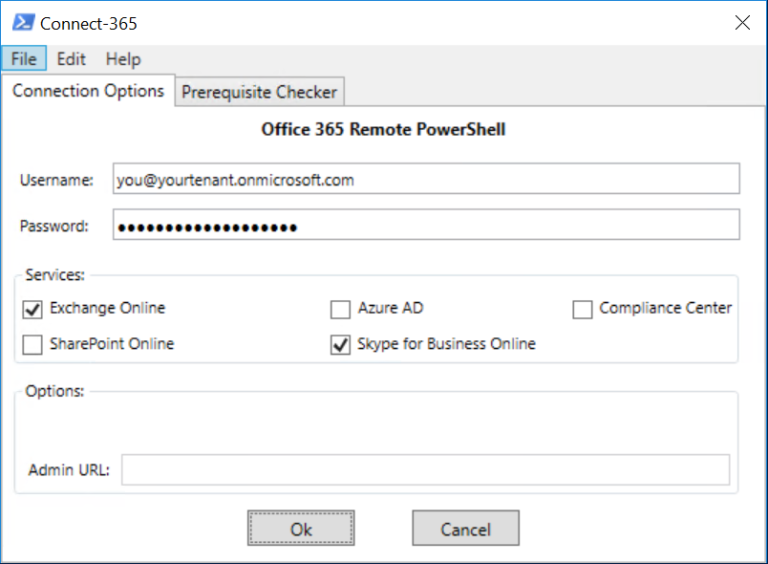 Connect-365
File Edit Help
Connection Options Prerequisite Checker
Office 365 Remote PowerShell
Username: you@yourtenant.onmicrosoft.com
Password: ●●●●●●●●●●●●●●●●●●●
Services:
Exchange Online Azure AD Compliance Center
SharePoint Online Skype for Business Online
Options:
Admin URL:
Ok Cancel